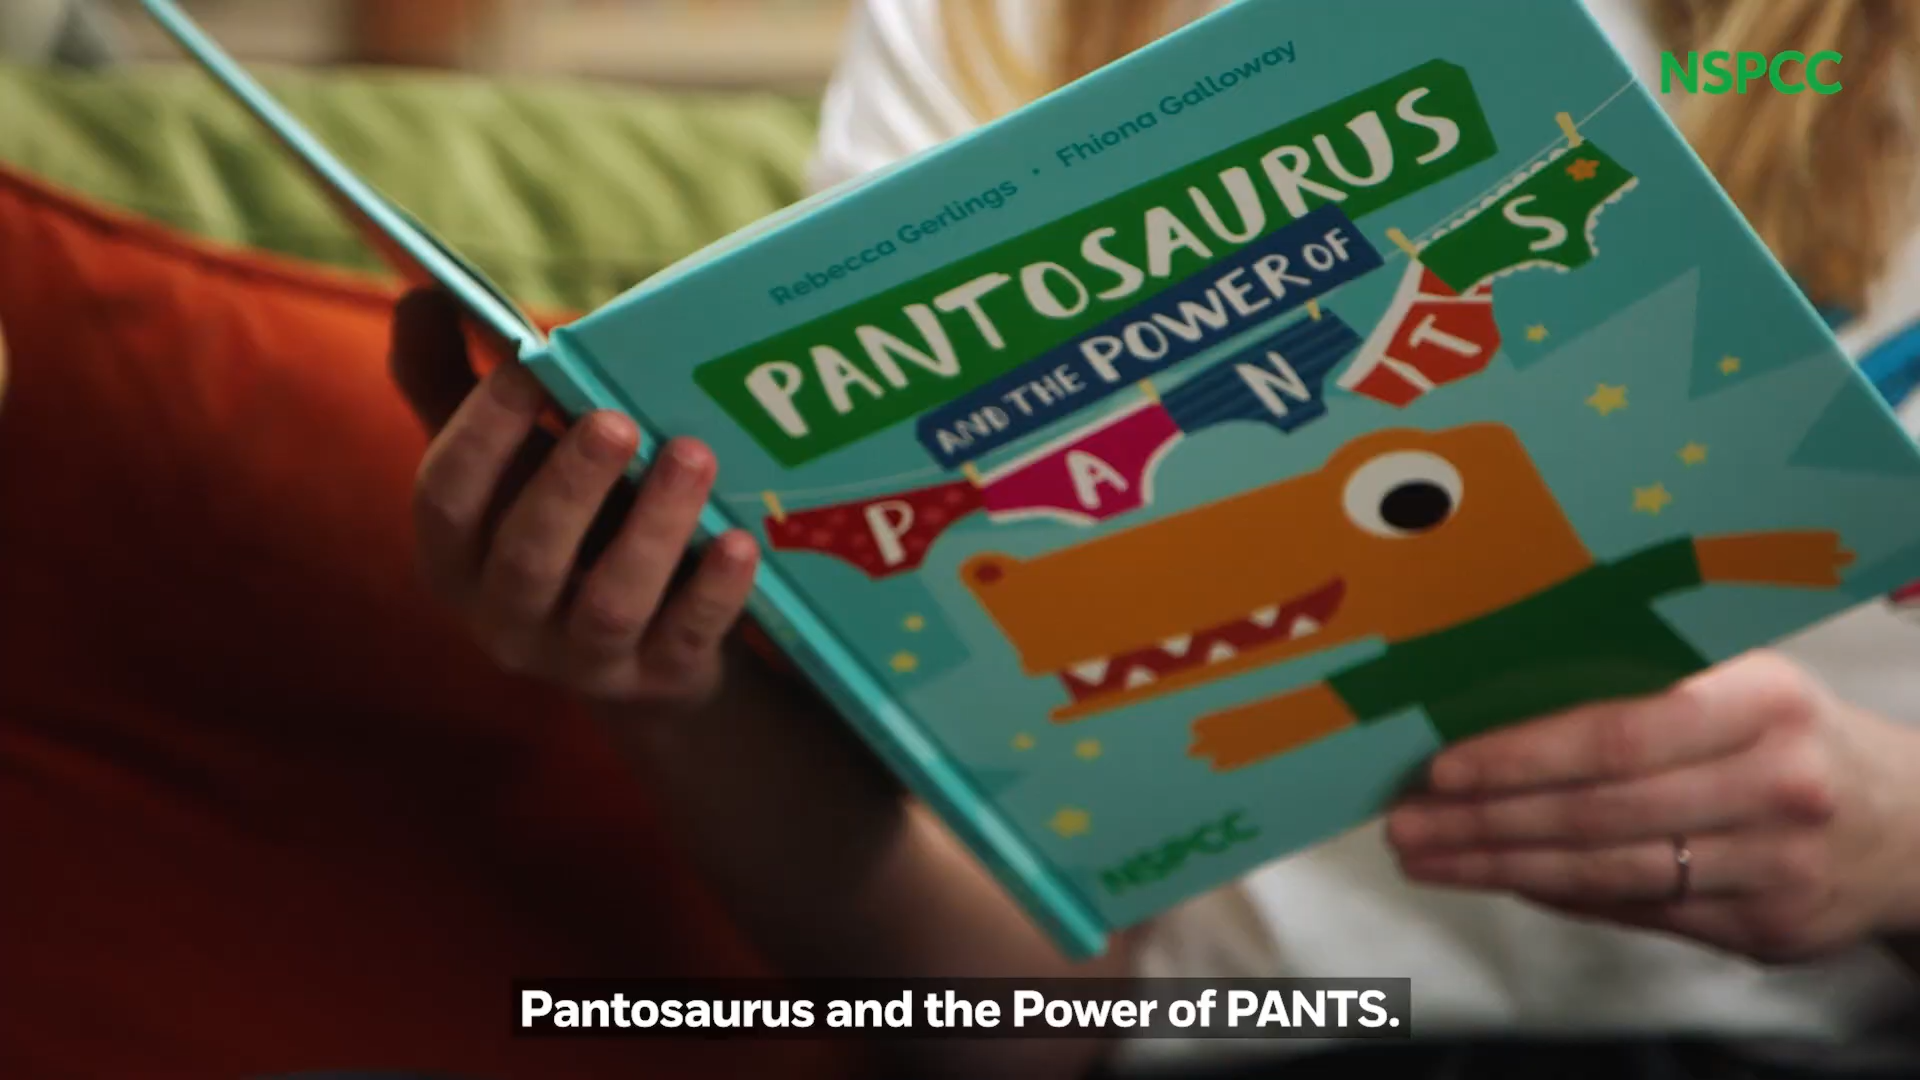 NSPCC
Rebecca Gerlings · Fhiona Galloway
PANTOSAURUS
AND THE POWER OF
PANTS
NSPCC
Pantosaurus and the Power of PANTS.